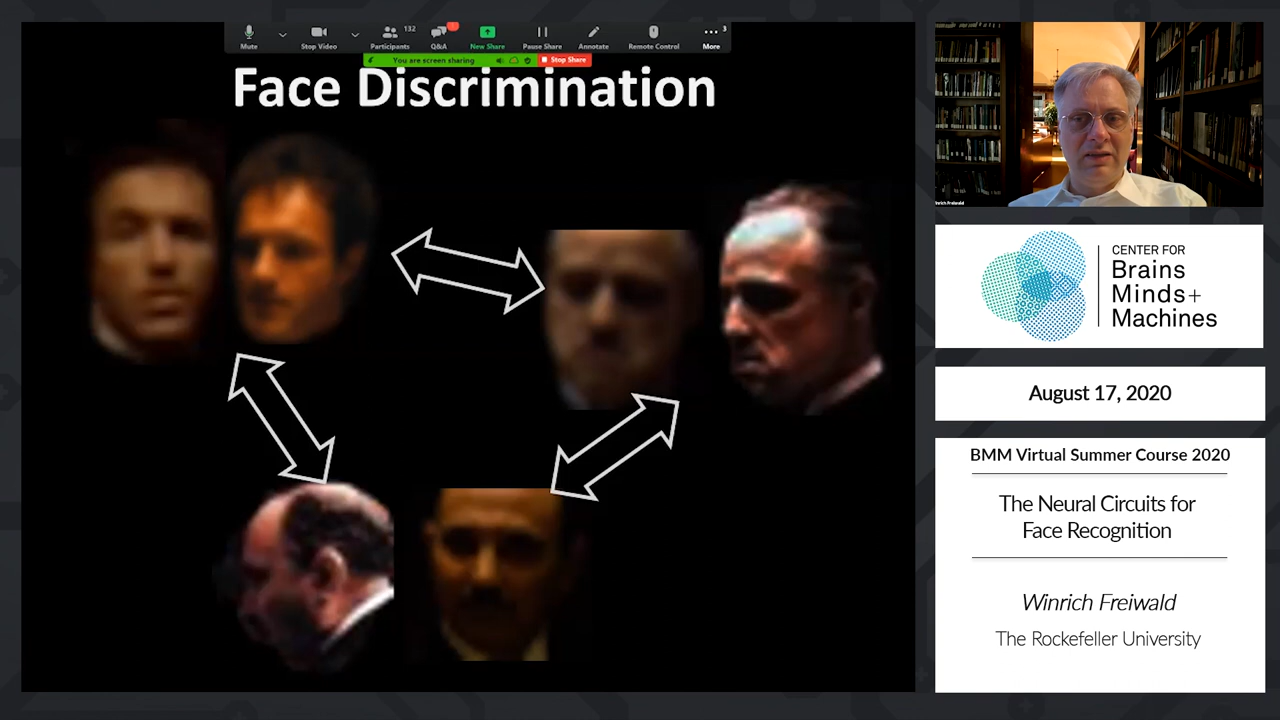 Mute
Stop Video
Participants
132
Q&A
New Share
Pause Share
Annotate
Remote Control
More
3
You are screen sharing
Stop Share
Face Discrimination
CENTER FOR
Brains
Minds+
Machines
August 17, 2020
BMM Virtual Summer Course 2020
The Neural Circuits for
Face Recognition
Winrich Freiwald
The Rockefeller University